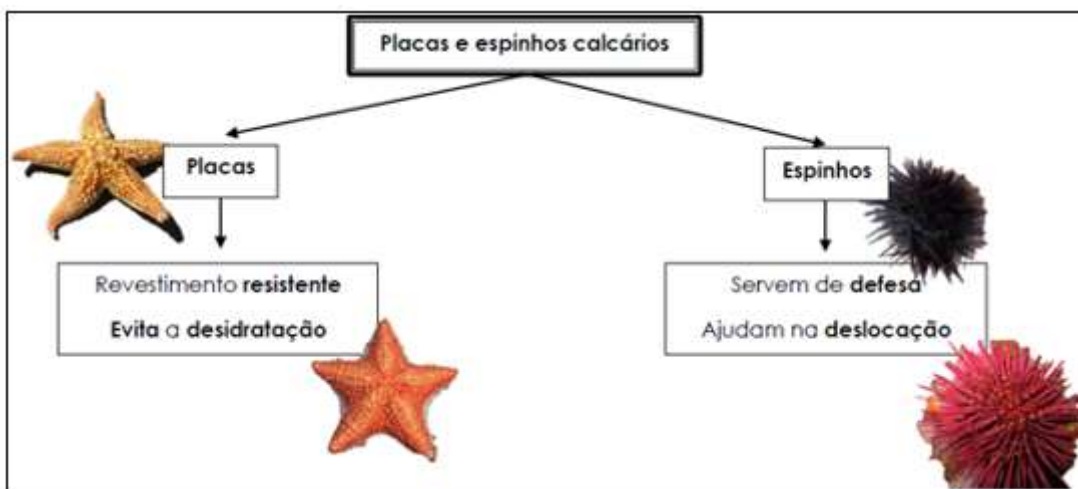 Placas e espinhos calcários
Placas
Espinhos
Revestimento resistente
Evita a desidratação
Servem de defesa
Ajudam na deslocação